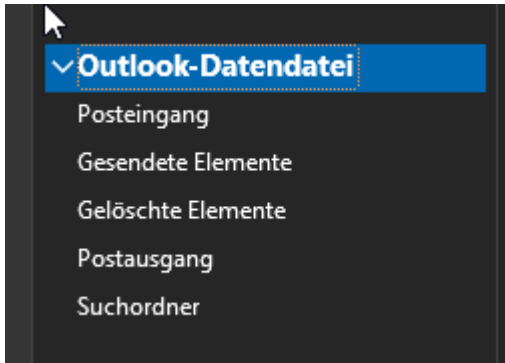 Outlook-Datendatei
Posteingang
Gesendete Elemente
Gelöschte Elemente
Postausgang
Suchordner